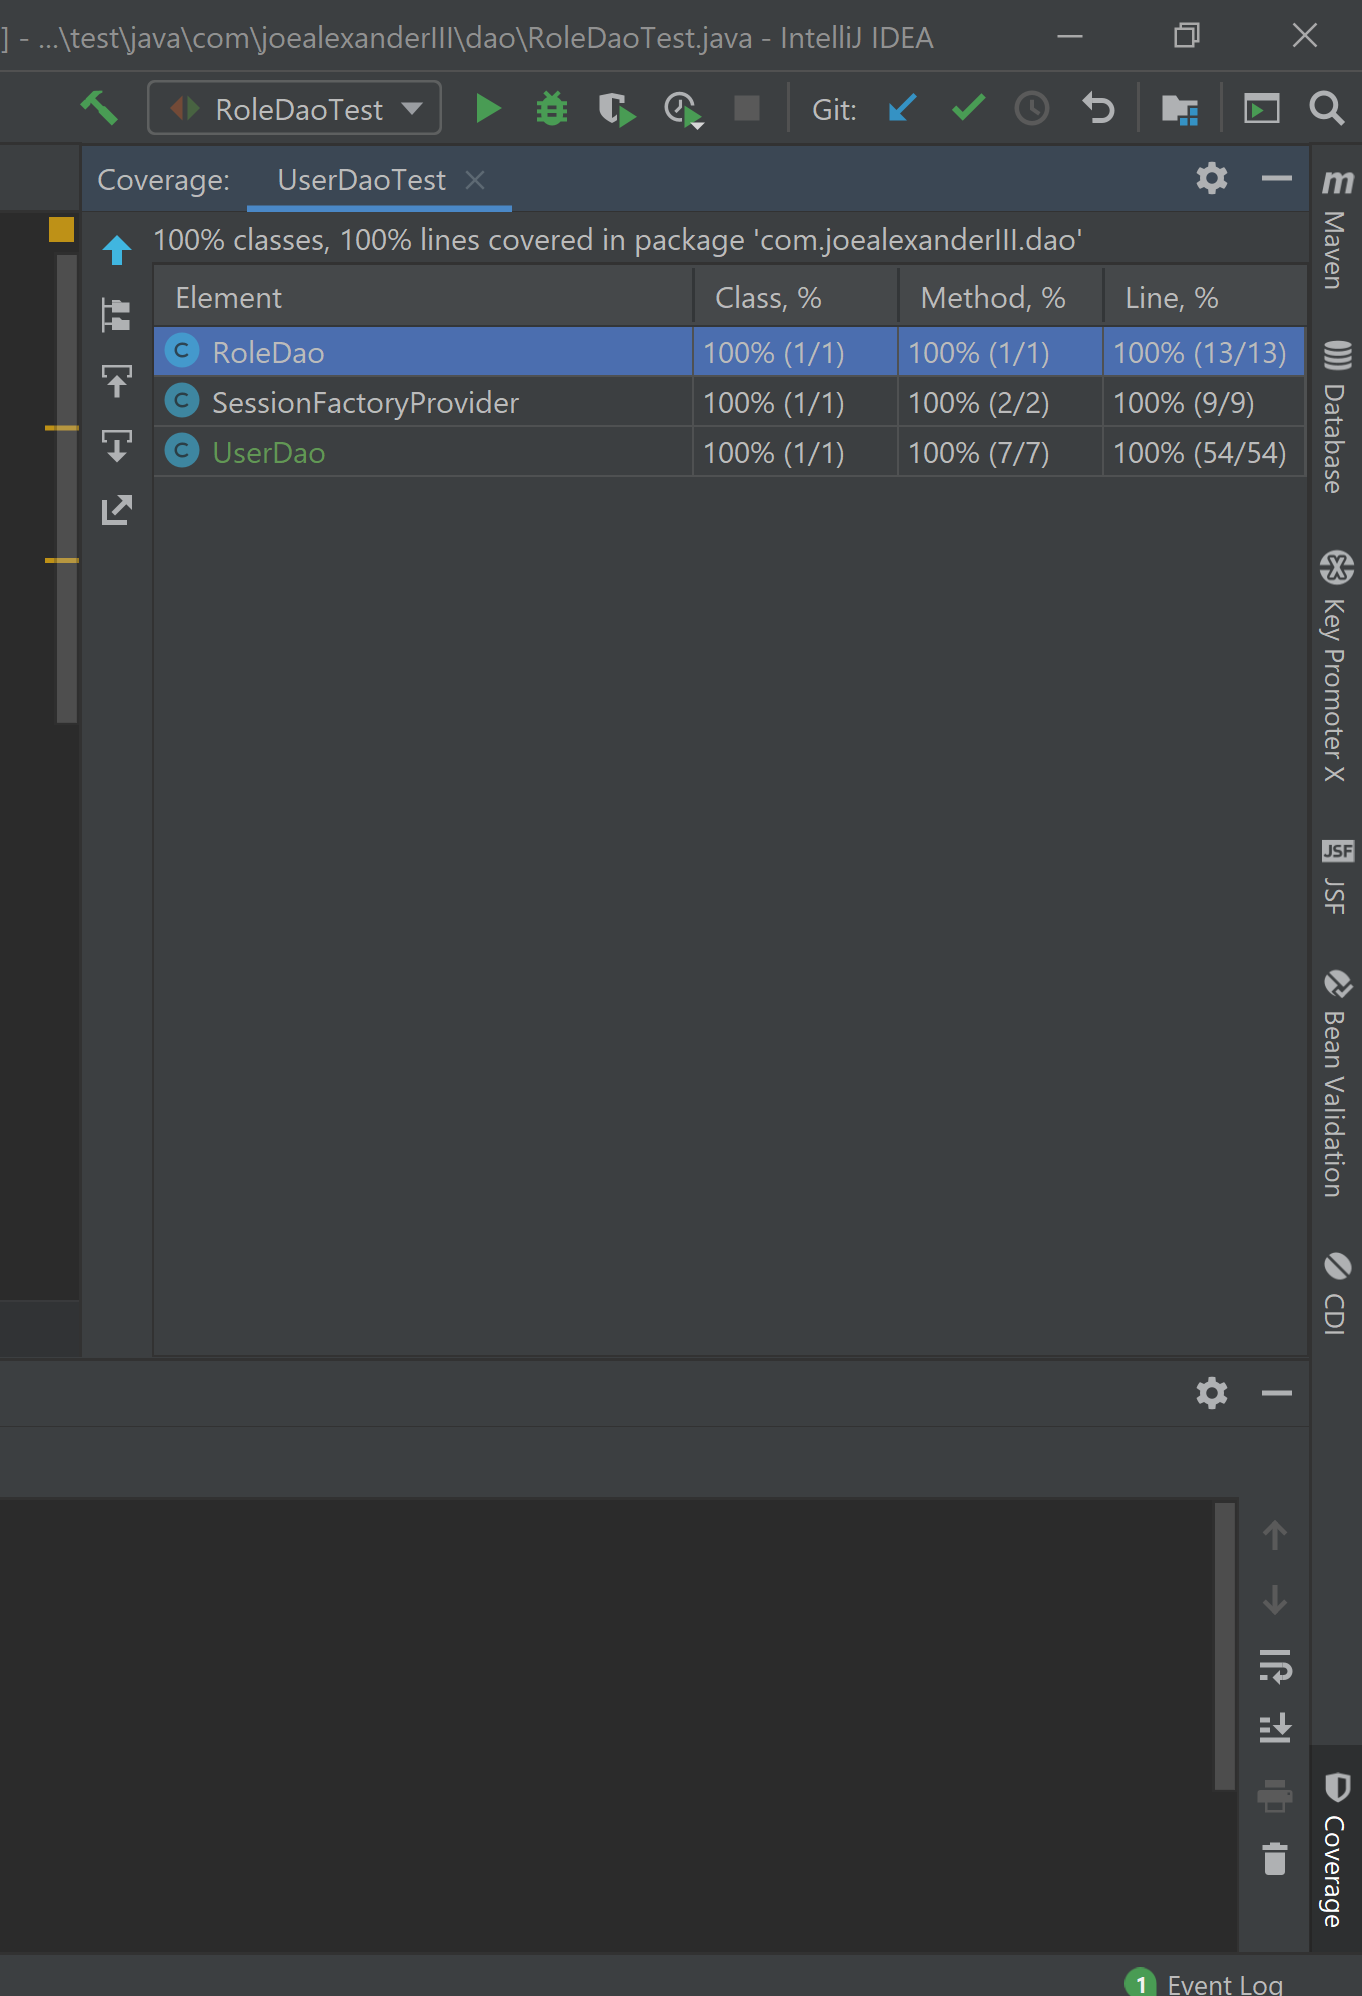 ] - ...\test\java\com\joealexanderIII\dao\RoleDaoTest.java - IntelliJ IDEA
RoleDaoTest
Git:
Coverage: UserDaoTest
100% classes, 100% lines covered in package 'com.joealexanderIII.dao'
Element Class, % Method, % Line, %
C RoleDao 100% (1/1) 100% (1/1) 100% (13/13)
C SessionFactoryProvider 100% (1/1) 100% (2/2) 100% (9/9)
C UserDao 100% (1/1) 100% (7/7) 100% (54/54)
m Maven
Database
Key Promoter X
JSF JSF
Bean Validation
CDI
Coverage
1 Event Log